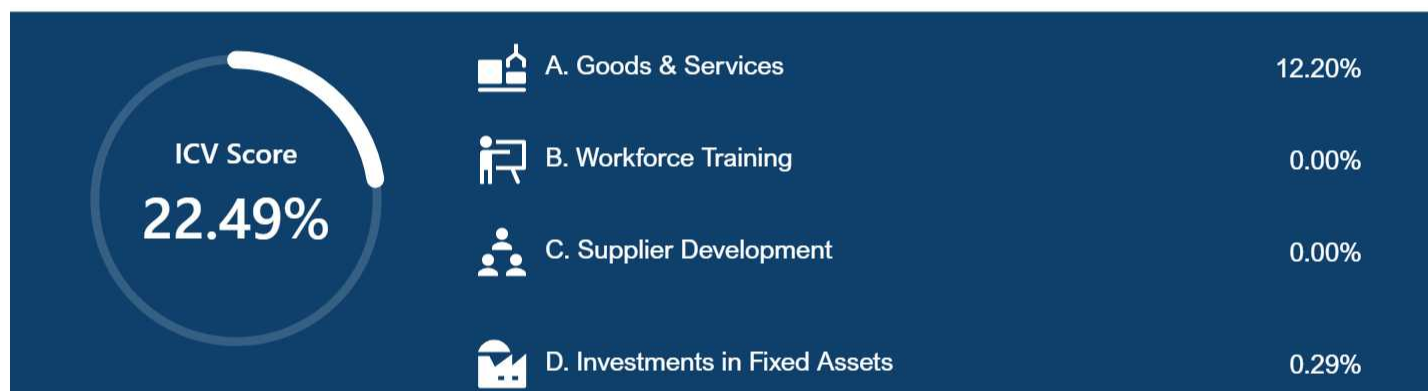 ICV Score
22.49%
A. Goods & Services 12.20%
B. Workforce Training 0.00%
C. Supplier Development 0.00%
D. Investments in Fixed Assets 0.29%